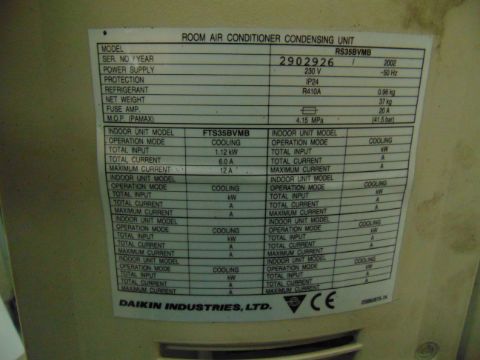 ROOM AIR CONDITIONER CONDENSING UNIT
MODEL RS35BVMB
SER. NO / YEAR 2902926 / 2002
POWER SUPPLY 230 V ~50 Hz
PROTECTION IP24
REFRIGERANT R410A 0.98 kg
NET WEIGHT 37 kg
FUSE AMP. 20 A
M.O.P. (PAMAX) 4.15 MPa (41.5 bar)
INDOOR UNIT MODEL FTS35BVMB INDOOR UNIT MODEL
OPERATION MODE COOLING OPERATION MODE COOLING
TOTAL INPUT 1.12 kW TOTAL INPUT kW
TOTAL CURRENT 6.0 A TOTAL CURRENT A
MAXIMUM CURRENT 12 A MAXIMUM CURRENT A
INDOOR UNIT MODEL INDOOR UNIT MODEL
OPERATION MODE COOLING OPERATION MODE COOLING
TOTAL INPUT kW TOTAL INPUT kW
TOTAL CURRENT A TOTAL CURRENT A
MAXIMUM CURRENT A MAXIMUM CURRENT A
INDOOR UNIT MODEL INDOOR UNIT MODEL
OPERATION MODE COOLING OPERATION MODE COOLING
TOTAL INPUT kW TOTAL INPUT kW
TOTAL CURRENT A TOTAL CURRENT A
MAXIMUM CURRENT A MAXIMUM CURRENT A
INDOOR UNIT MODEL INDOOR UNIT MODEL
OPERATION MODE COOLING OPERATION MODE COOLING
TOTAL INPUT kW TOTAL INPUT kW
TOTAL CURRENT A TOTAL CURRENT A
MAXIMUM CURRENT A MAXIMUM CURRENT A
DAIKIN INDUSTRIES, LTD. CE